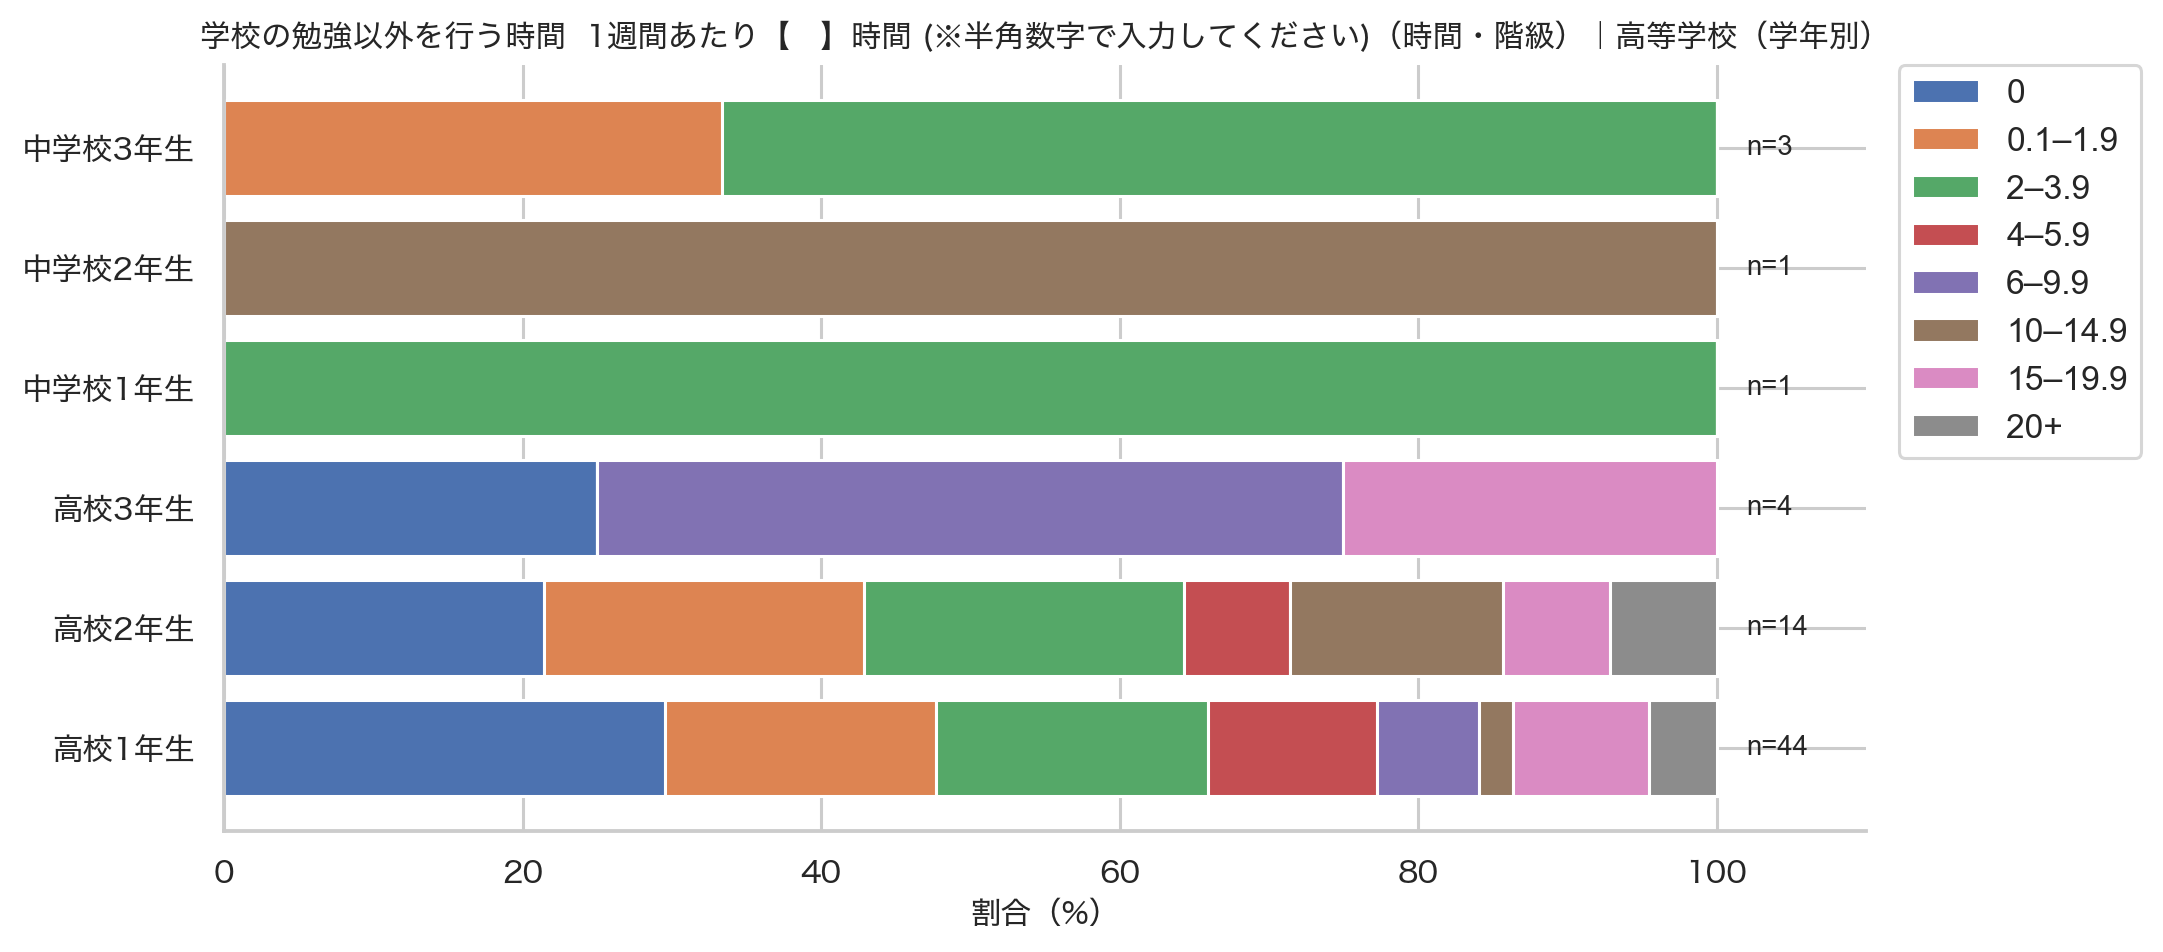 学校の勉強以外を行う時間 1週間あたり【 】時間 (※半角数字で入力してください)（時間・階級）｜高等学校（学年別）
中学校3年生
n=3
中学校2年生
n=1
中学校1年生
n=1
高校3年生
n=4
高校2年生
n=14
高校1年生
n=44
0 20 40 60 80 100
割合（%）
0
0.1–1.9
2–3.9
4–5.9
6–9.9
10–14.9
15–19.9
20+